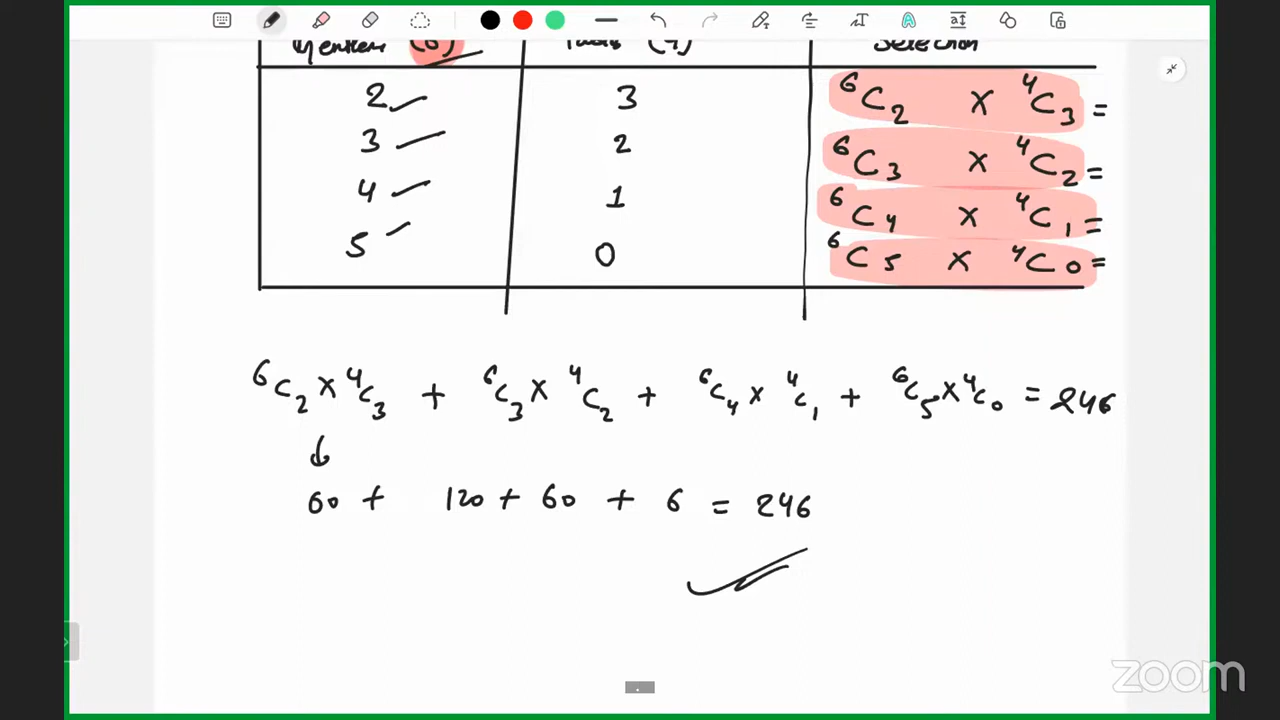 (6) (4) Selection
2 3 ⁶C₂ × ⁴C₃ =
3 2 ⁶C₃ × ⁴C₂ =
4 1 ⁶C₄ × ⁴C₁ =
5 0 ⁶C₅ × ⁴C₀ =
⁶C₂ × ⁴C₃ + ⁶C₃ × ⁴C₂ + ⁶C₄ × ⁴C₁ + ⁶C₅ × ⁴C₀ = 246
↓
60 + 120 + 60 + 6 = 246
zoom